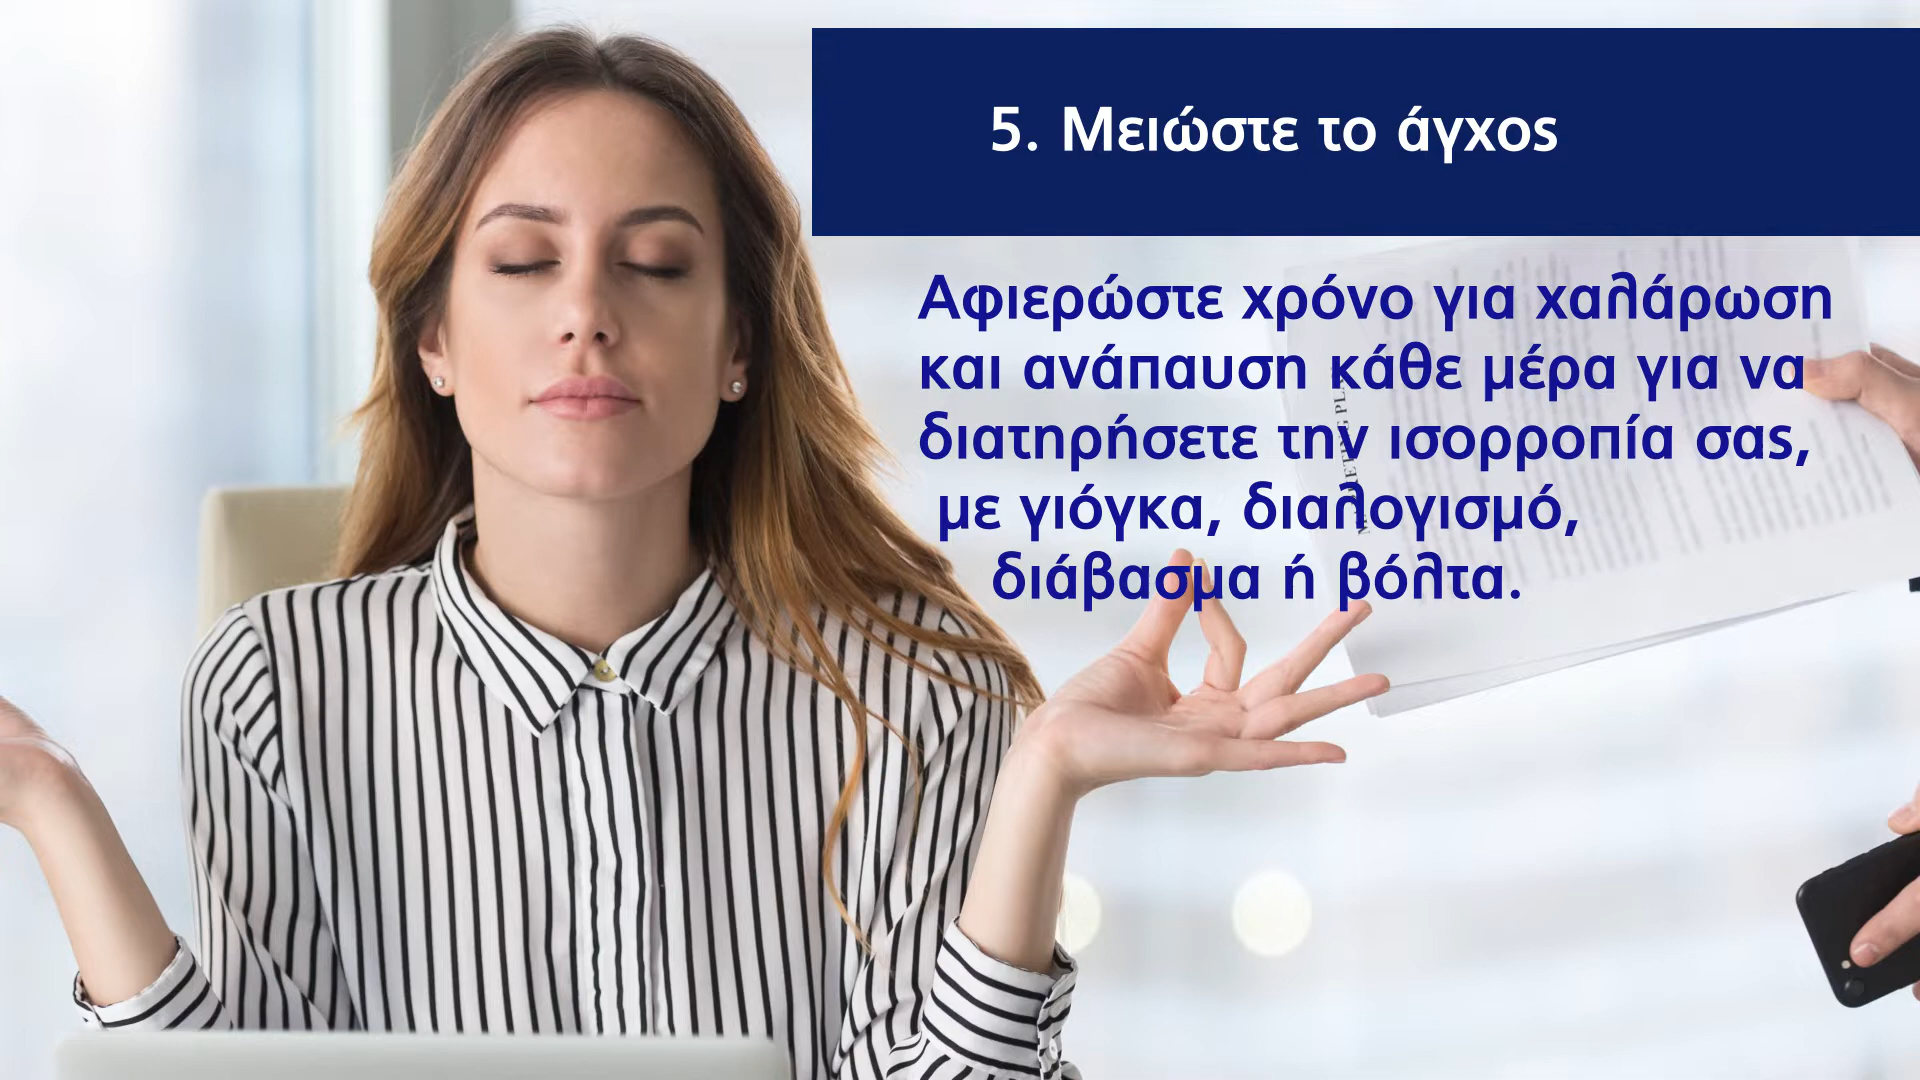 5. Μειώστε το άγχος
Αφιερώστε χρόνο για χαλάρωση
και ανάπαυση κάθε μέρα για να
διατηρήσετε την ισορροπία σας,
με γιόγκα, διαλογισμό,
διάβασμα ή βόλτα.